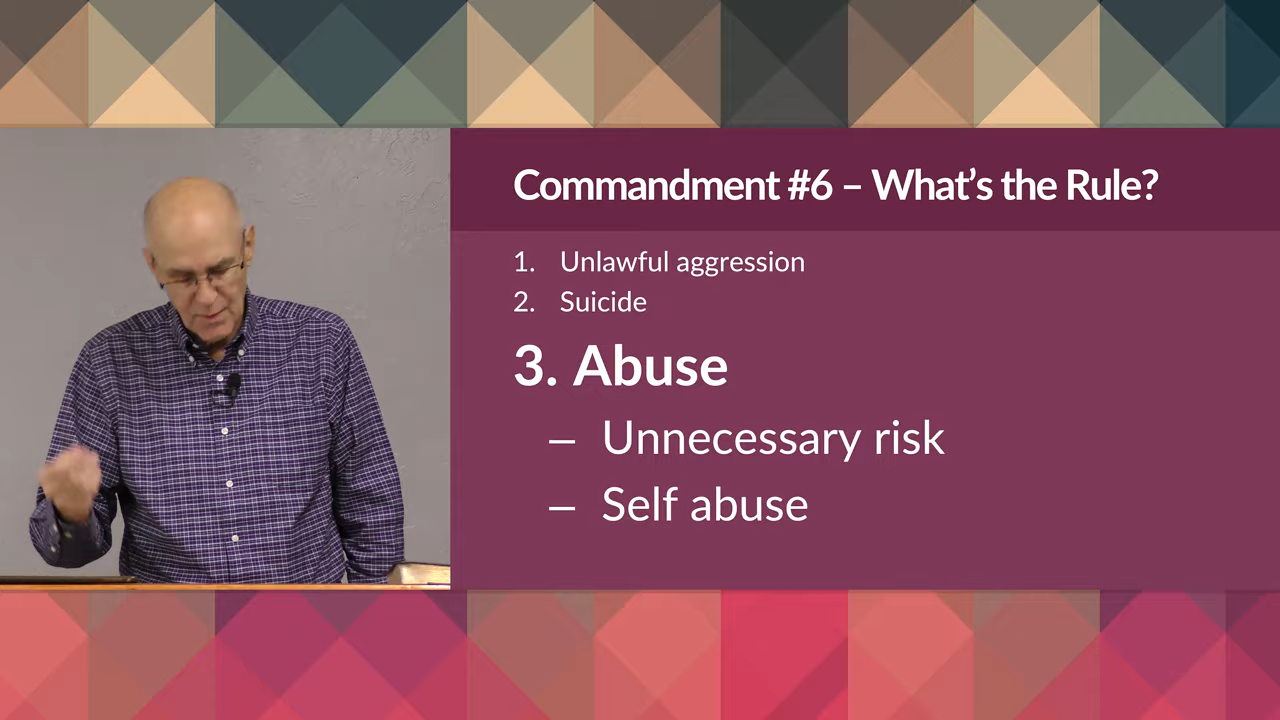 Commandment #6 – What's the Rule?
1. Unlawful aggression
2. Suicide
3. Abuse
– Unnecessary risk
– Self abuse